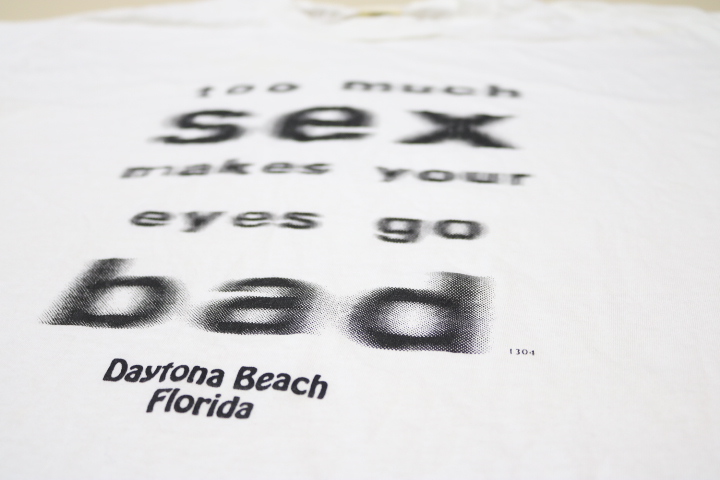 too much
sex
makes your
eyes go
bad
1304
Daytona Beach
Florida